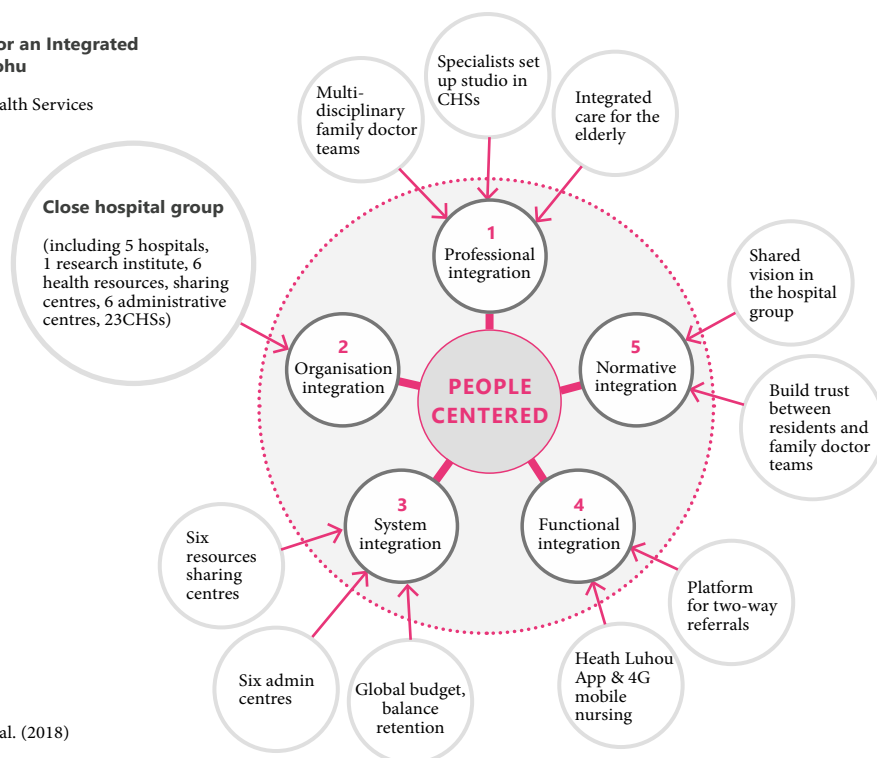 or an Integrated
ohu
alth Services
Specialists set
up studio in
CHSs
Multi-
disciplinary
family doctor
teams
Integrated
care for the
elderly
Close hospital group
(including 5 hospitals,
1 research institute, 6
health resources, sharing
centres, 6 administrative
centres, 23CHSs)
1
Professional
integration
Shared
vision in
the hospital
group
2
Organisation
integration
5
Normative
integration
PEOPLE
CENTERED
Build trust
between
residents and
family doctor
teams
3
System
integration
4
Functional
integration
Six
resources
sharing
centres
Platform
for two-way
referrals
Six admin
centres
Global budget,
balance
retention
Heath Luhou
App & 4G
mobile
nursing
al. (2018)